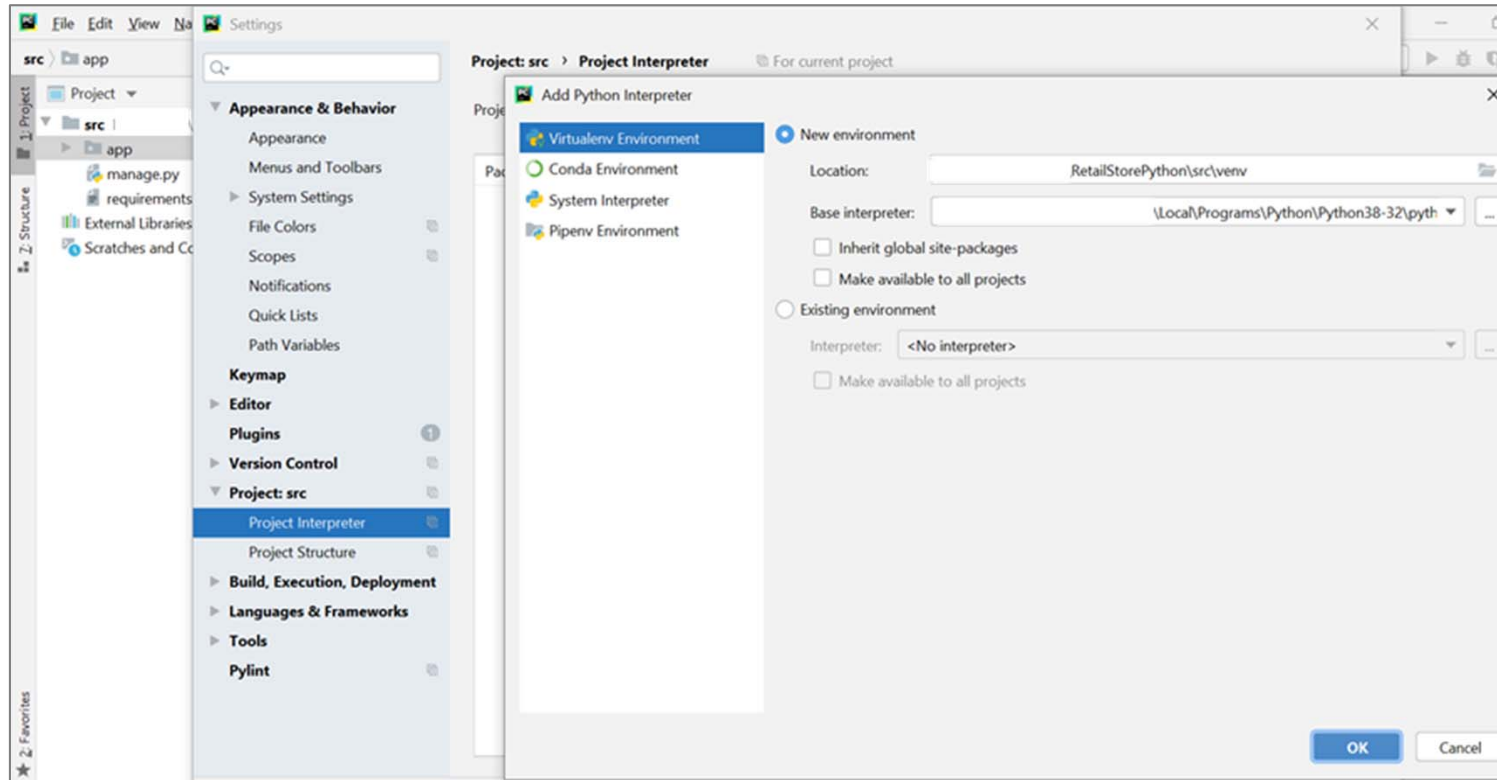 File Edit View Na
Settings
src app
1: Project
Project
src
app
manage.py
requirements
External Libraries
Scratches and Co
Z: Structure
2: Favorites
Appearance & Behavior
Appearance
Menus and Toolbars
System Settings
File Colors
Scopes
Notifications
Quick Lists
Path Variables
Keymap
Editor
Plugins 1
Version Control
Project: src
Project Interpreter
Project Structure
Build, Execution, Deployment
Languages & Frameworks
Tools
Pylint
Project: src › Project Interpreter For current project
Proje
Pac
Add Python Interpreter
Virtualenv Environment
Conda Environment
System Interpreter
Pipenv Environment
New environment
Location: RetailStorePython\src\venv
Base interpreter: \Local\Programs\Python\Python38-32\pyth ...
Inherit global site-packages
Make available to all projects
Existing environment
Interpreter: <No interpreter> ...
Make available to all projects
OK Cancel